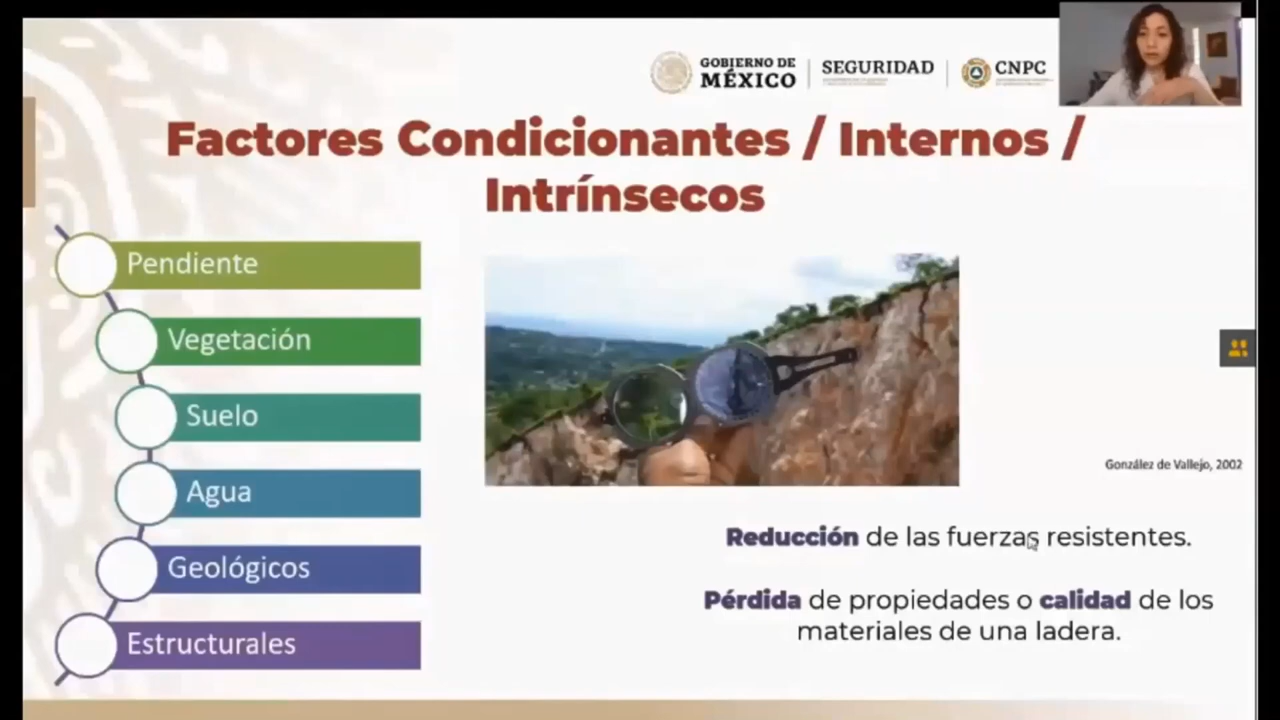 GOBIERNO DE
MÉXICO
SEGURIDAD
CNPC
Factores Condicionantes / Internos /
Intrínsecos
Pendiente
Vegetación
Suelo
Agua
Geológicos
Estructurales
González de Vallejo, 2002
Reducción de las fuerzas resistentes.
Pérdida de propiedades o calidad de los
materiales de una ladera.